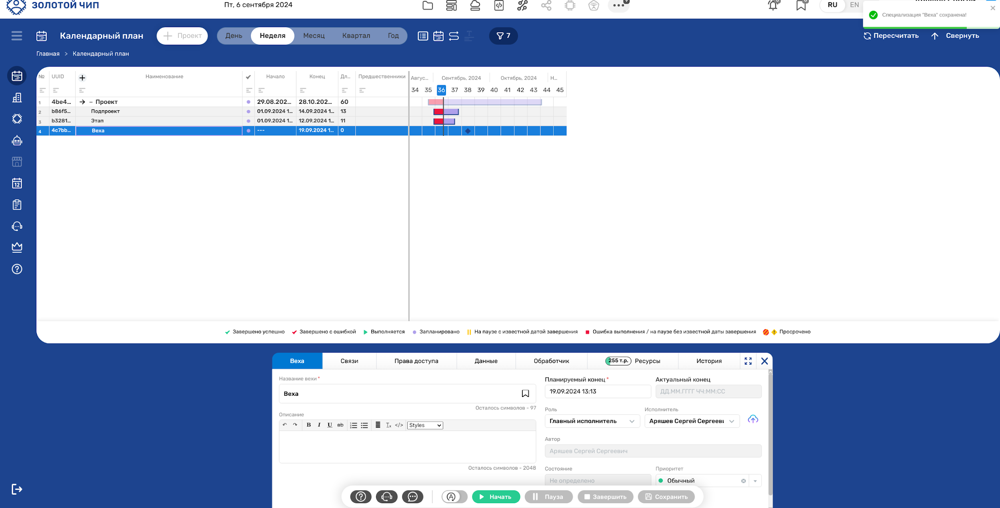 ЗОЛОТОЙ ЧИП
Пт, 6 сентября 2024
RU EN
Специализация "Веха" сохранена!
Календарный план
Проект
День Неделя Месяц Квартал Год
7
Пересчитать
Свернуть
Главная > Календарный план
№ UUID Наименование Начало Конец Дл... Предшественники
Авгус... Сентябрь, 2024 Октябрь, 2024 Н...
34 35 36 37 38 39 40 41 42 43 44 45
1 4be4... – Проект 29.08.202... 28.10.202... 60
2 b86f5... Подпроект 01.09.2024 1... 14.09.2024 1... 13
3 b3281... Этап 01.09.2024 1... 12.09.2024 1... 11
4 4c7bb... Веха --- 19.09.2024 1... 0
12
Завершено успешно Завершено с ошибкой Выполняется Запланировано На паузе с известной датой завершения Ошибка выполнения / на паузе без известной даты завершения Просрочено
Веха Связи Права доступа Данные Обработчик 255 т.р. Ресурсы История
Название вехи *
Веха
Осталось символов - 97
Описание
B I U ab Styles
Осталось символов - 2048
Планируемый конец * Актуальный конец
19.09.2024 13:13 ДД.ММ.ГГГГ ЧЧ:ММ:СС
Роль Исполнитель
Главный исполнитель Аряшев Сергей Сергееви
Автор
Аряшев Сергей Сергеевич
Состояние Приоритет
Не определено Обычный
Начать Пауза Завершить Сохранить